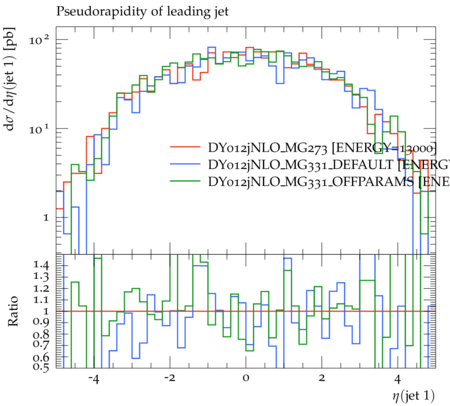 Pseudorapidity of leading jet
dσ/dη(jet 1) [pb]
10²
10¹
1
DY012jNLO_MG273 [ENERGY=13000]
DY012jNLO_MG331_DEFAULT [ENERGY
DY012jNLO_MG331_OFFPARAMS [ENE
Ratio
1.4
1.3
1.2
1.1
1
0.9
0.8
0.7
0.6
0.5
-4 -2 0 2 4
η(jet 1)